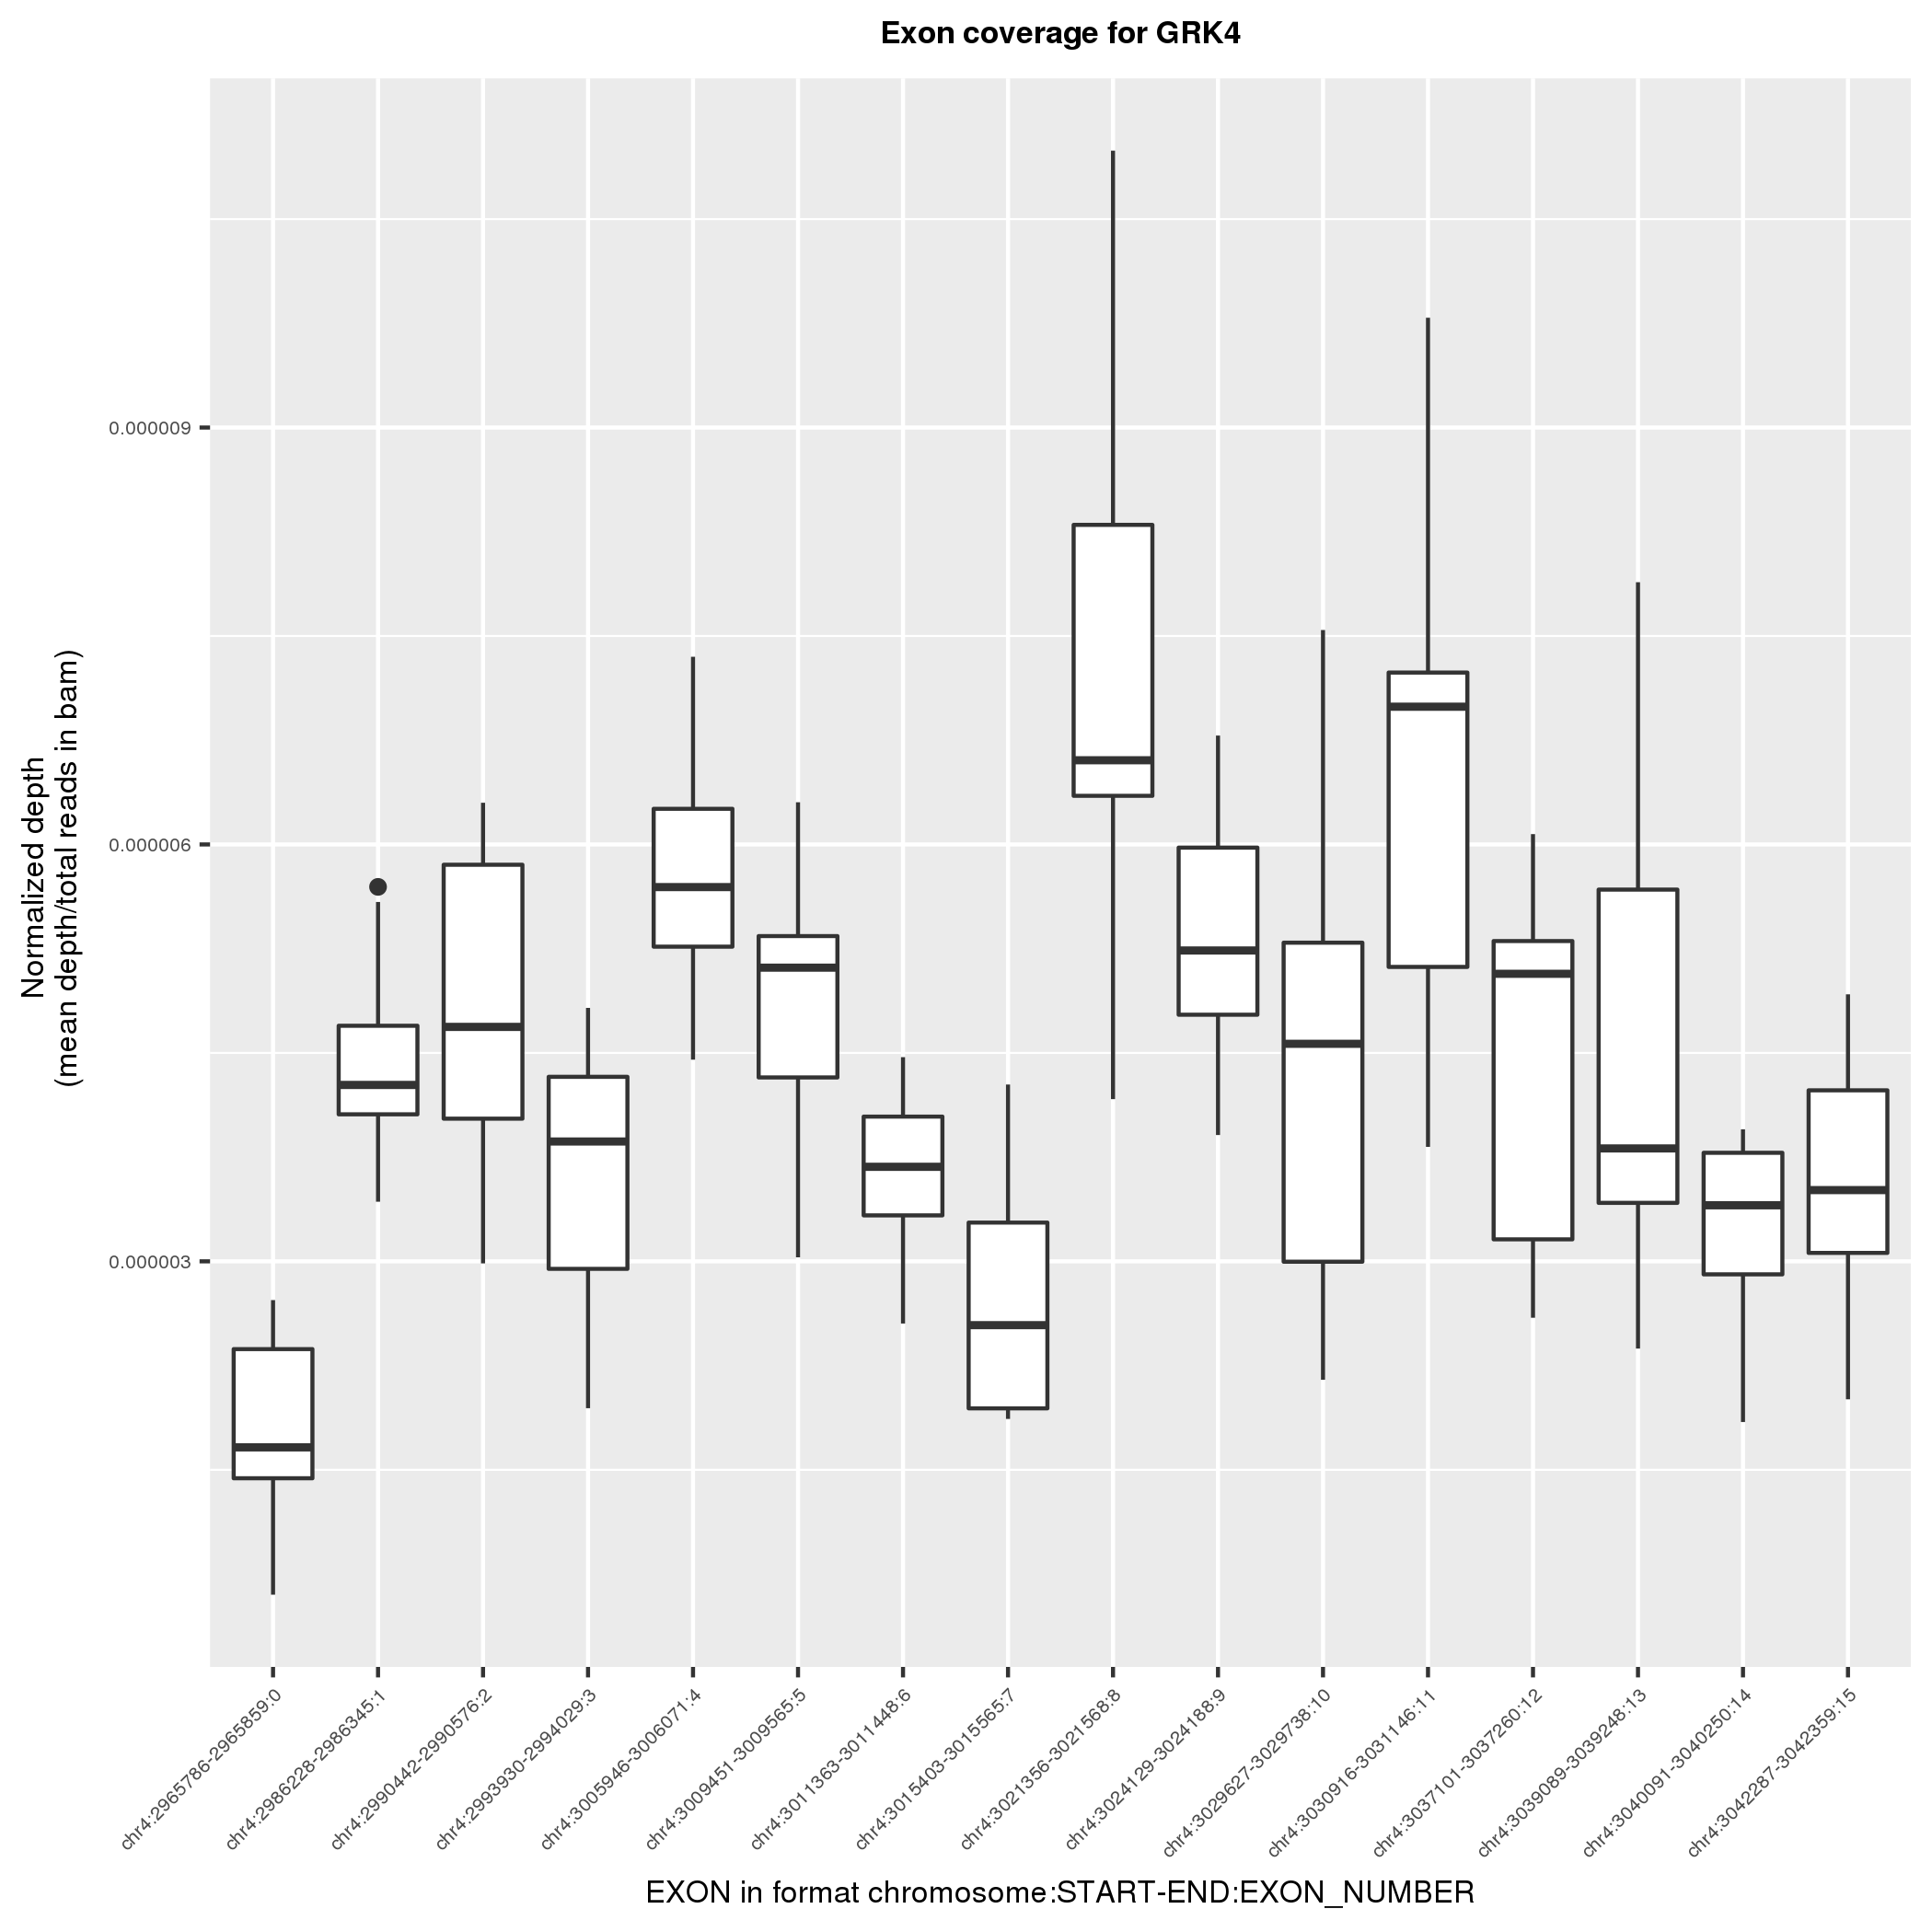 Exon coverage for GRK4
Normalized depth
(mean depth/total reads in bam)
0.000009
0.000006
0.000003
chr4:2965786-2965859:0
chr4:2986228-2986345:1
chr4:2990442-2990576:2
chr4:2993930-2994029:3
chr4:3005946-3006071:4
chr4:3009451-3009565:5
chr4:3011363-3011448:6
chr4:3015403-3015565:7
chr4:3021356-3021568:8
chr4:3024129-3024188:9
chr4:3029627-3029738:10
chr4:3030916-3031146:11
chr4:3037101-3037260:12
chr4:3039089-3039248:13
chr4:3040091-3040250:14
chr4:3042287-3042359:15
EXON in format chromosome:START-END:EXON_NUMBER